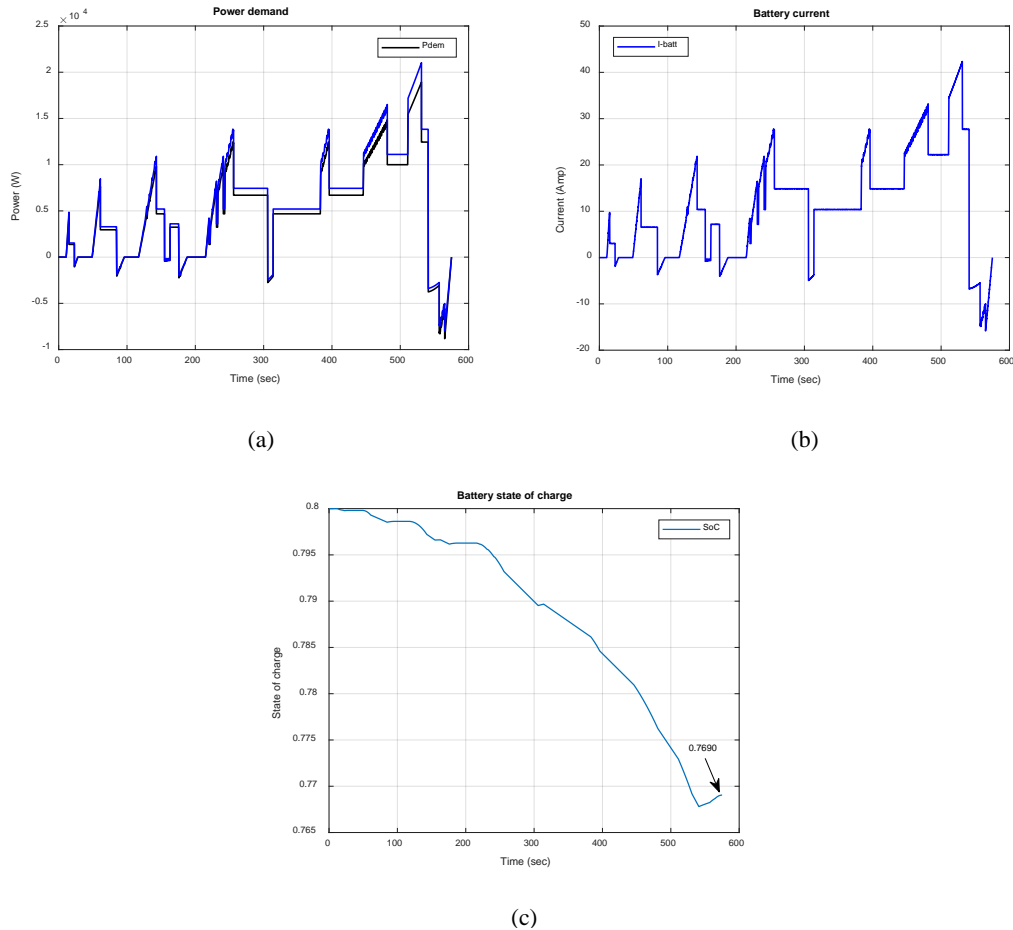 Power demand
× 10 4
2.5
2
1.5
1
0.5
0
-0.5
-1
Power (W)
Pdem
0 100 200 300 400 500 600
Time (sec)
(a)
Battery current
50
40
30
20
10
0
-10
-20
Current (Amp)
I-batt
0 100 200 300 400 500 600
Time (sec)
(b)
Battery state of charge
0.8
0.795
0.79
0.785
0.78
0.775
0.77
0.765
State of charge
SoC
0.7690
0 100 200 300 400 500 600
Time (sec)
(c)